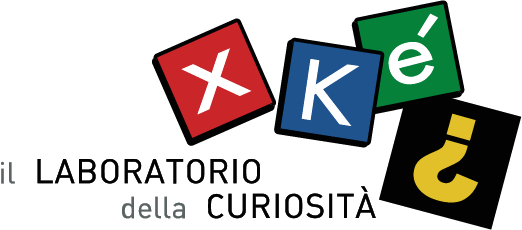 XKé
¿
il LABORATORIO
della CURIOSITÀ